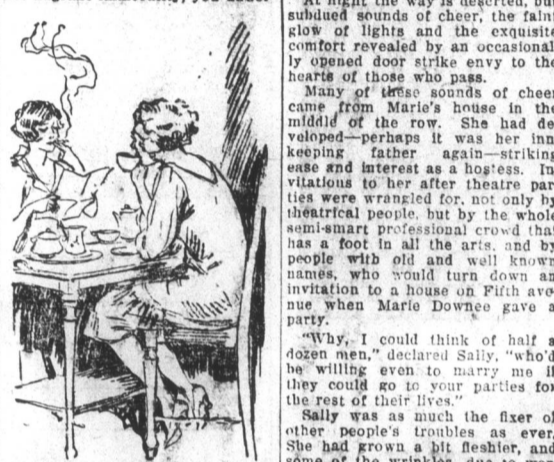 At night the way is deserted, but
subdued sounds of cheer, the faint
glow of lights and the exquisite
comfort revealed by an occasional
ly opened door strike envy to the
hearts of those who pass.
Many of these sounds of cheer
came from Marie's house in the
middle of the row. She had de
veloped—perhaps it was her inn
keeping father again—striking
ease and interest as a hostess. In
vitations to her after theatre par
ties were wrangled for, not only by
theatrical people, but by the whole
semi-smart professional crowd that
has a foot in all the arts, and by
people with old and well known
names, who would turn down an
invitation to a house on Fifth ave
nue when Marie Downee gave a
party.
"Why, I could think of half a
dozen men," declared Sally, "who'd
be willing even to marry me if
they could go to your parties for
the rest of their lives."
Sally was as much the fixer of
other people's troubles as ever.
She had grown a bit fleshier, and
some of the wrinkles, due to